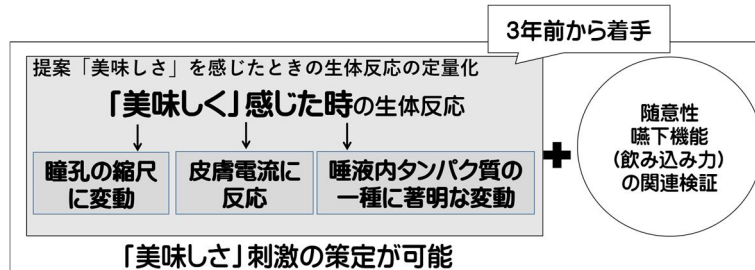 3年前から着手
提案「美味しさ」を感じたときの生体反応の定量化
「美味しく」感じた時の生体反応
瞳孔の縮尺
に変動
皮膚電流に
反応
唾液内タンパク質の
一種に著明な変動
「美味しさ」刺激の策定が可能
+
随意性
嚥下機能
(飲み込み力)
の関連検証